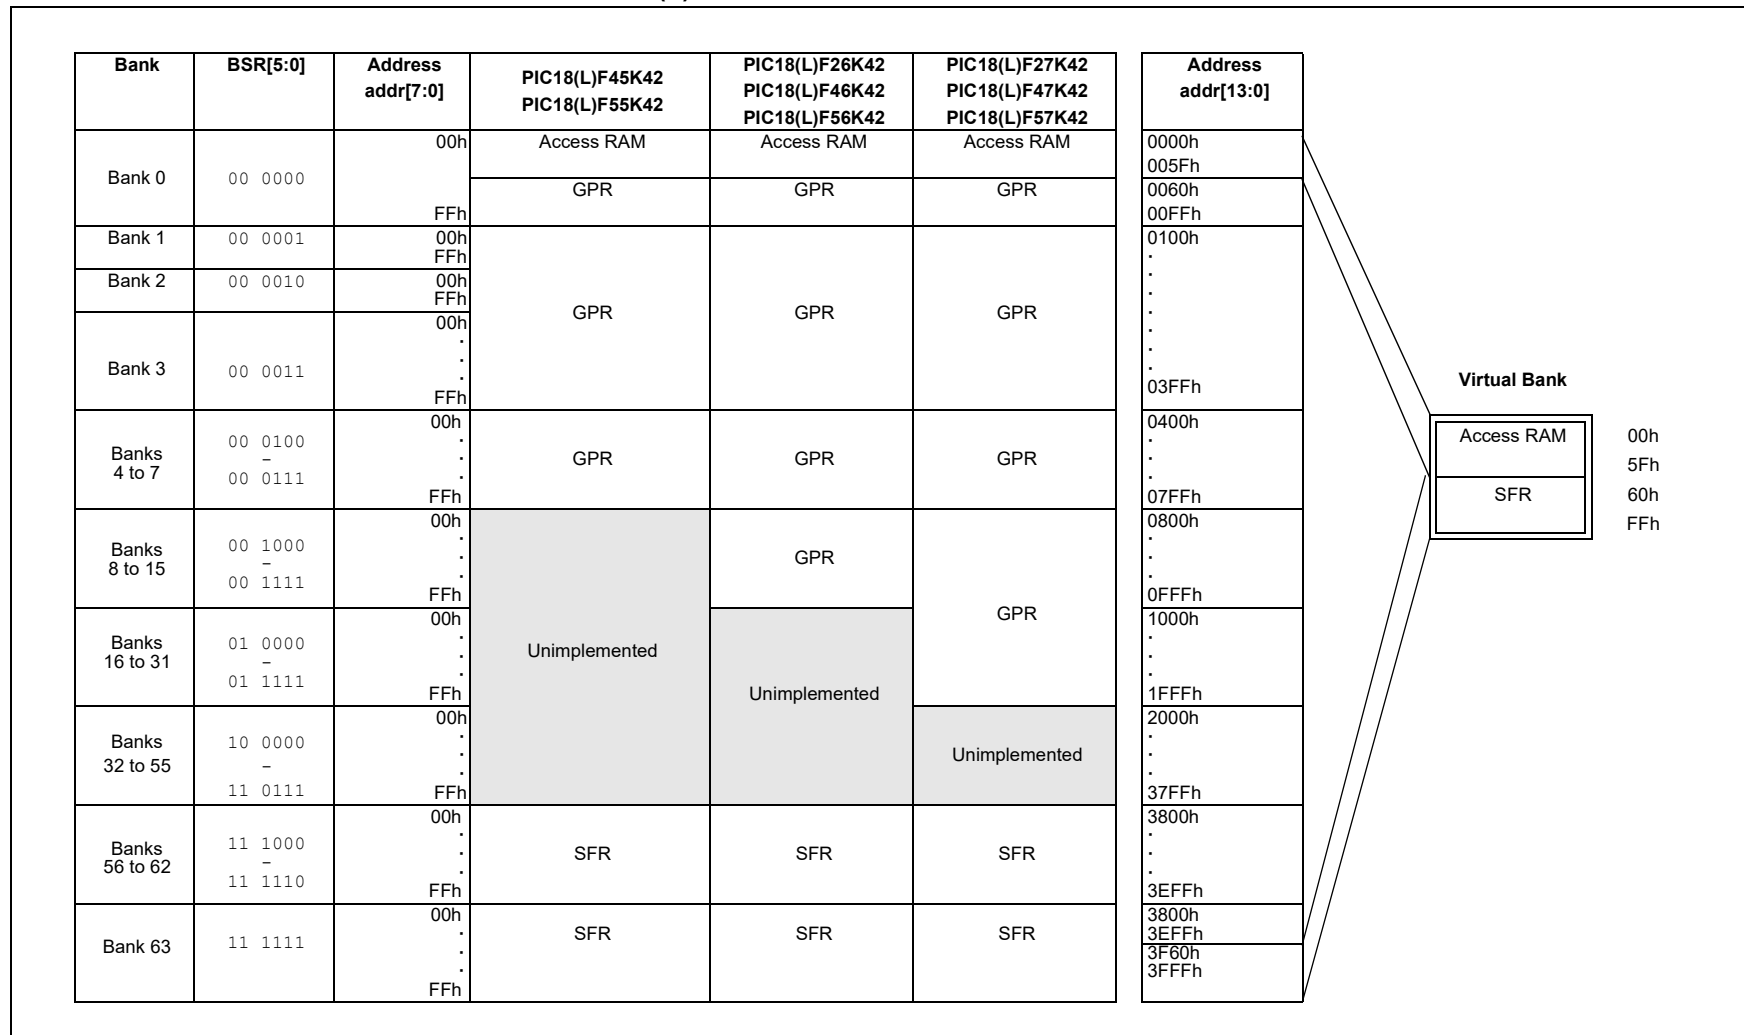 Bank BSR[5:0] Address addr[7:0] PIC18(L)F45K42 PIC18(L)F55K42 PIC18(L)F26K42 PIC18(L)F46K42 PIC18(L)F56K42 PIC18(L)F27K42 PIC18(L)F47K42 PIC18(L)F57K42 Address addr[13:0]
Bank 0 00 0000 00h Access RAM Access RAM Access RAM 0000h
005Fh
GPR GPR GPR 0060h
FFh 00FFh
Bank 1 00 0001 00h 0100h
FFh
Bank 2 00 0010 00h
FFh
00h
GPR GPR GPR
Bank 3 00 0011
FFh 03FFh
Virtual Bank
00h 0400h
Banks 4 to 7 00 0100 – 00 0111 GPR GPR GPR
FFh 07FFh
Access RAM 00h
5Fh
SFR 60h
FFh
00h 0800h
Banks 8 to 15 00 1000 – 00 1111 GPR
FFh 0FFFh
GPR
00h 1000h
Banks 16 to 31 01 0000 – 01 1111 Unimplemented
Unimplemented
FFh 1FFFh
00h 2000h
Banks 32 to 55 10 0000 – 11 0111 Unimplemented
FFh 37FFh
00h 3800h
Banks 56 to 62 11 1000 – 11 1110 SFR SFR SFR
FFh 3EFFh
00h 3800h
SFR SFR SFR 3EFFh
Bank 63 11 1111 3F60h
3FFFh
FFh